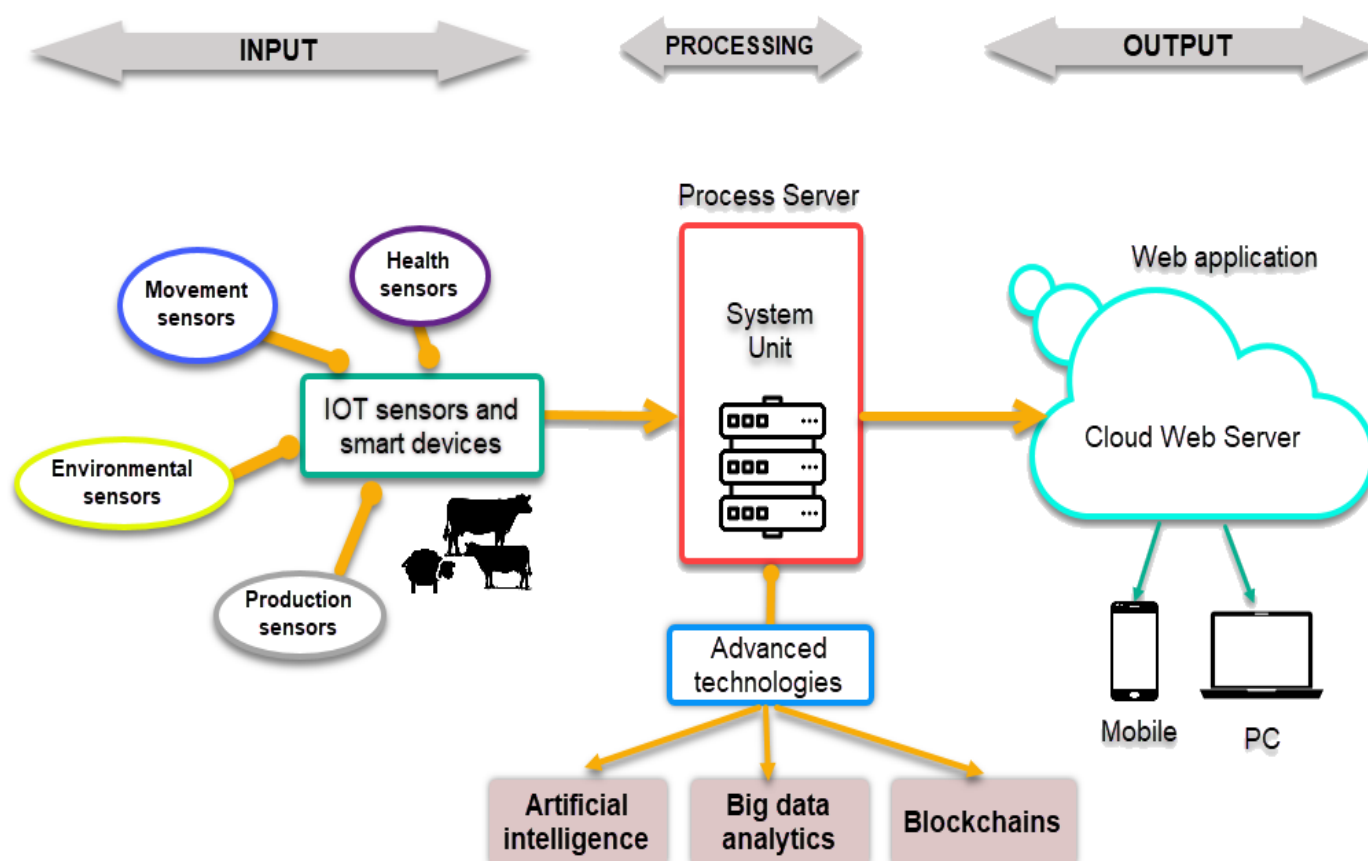 INPUT
PROCESSING
OUTPUT
Process Server
Health
sensors
Movement
sensors
Web application
System
Unit
IOT sensors and
smart devices
Cloud Web Server
Environmental
sensors
Production
sensors
Advanced
technologies
Mobile
PC
Artificial
intelligence
Big data
analytics
Blockchains